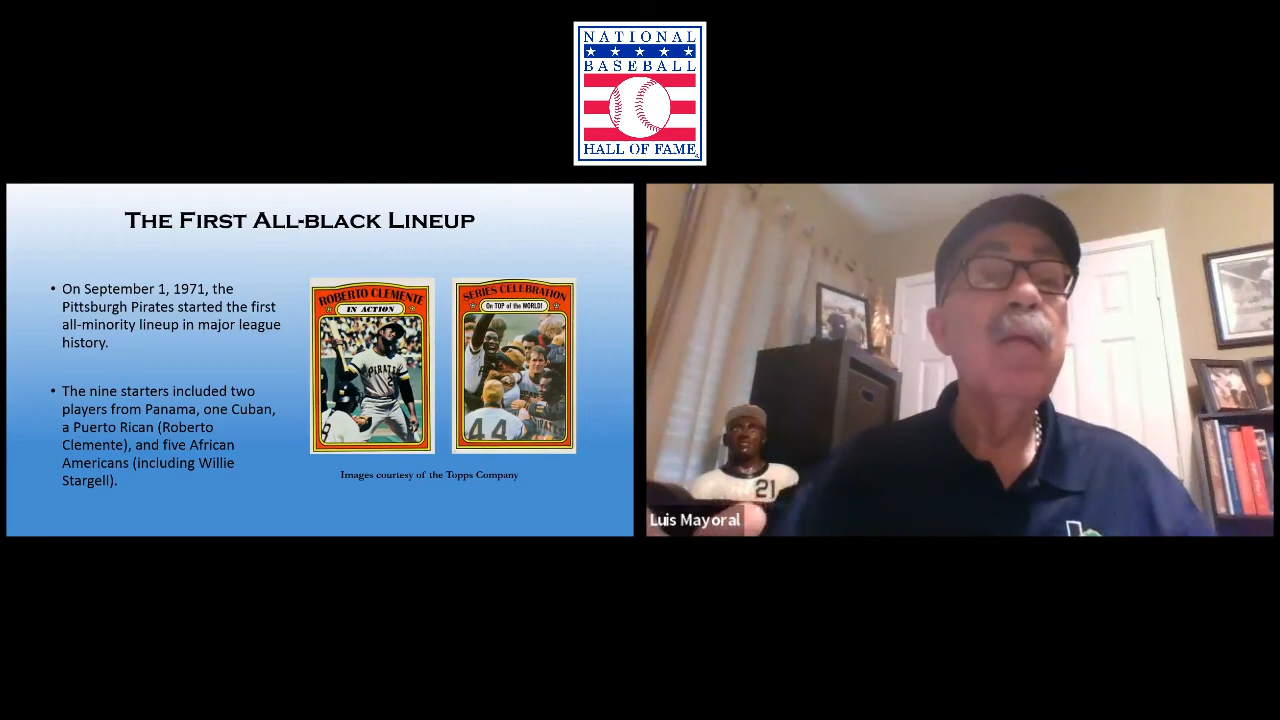 NATIONAL
BASEBALL
HALL OF FAME
THE FIRST ALL-BLACK LINEUP
• On September 1, 1971, the
Pittsburgh Pirates started the first
all-minority lineup in major league
history.
• The nine starters included two
players from Panama, one Cuban,
a Puerto Rican (Roberto
Clemente), and five African
Americans (including Willie
Stargell).
ROBERTO CLEMENTE
IN ACTION
PIRATES
SERIES CELEBRATION
On TOP of the WORLD!
44
Images courtesy of the Topps Company
21
Luis Mayoral